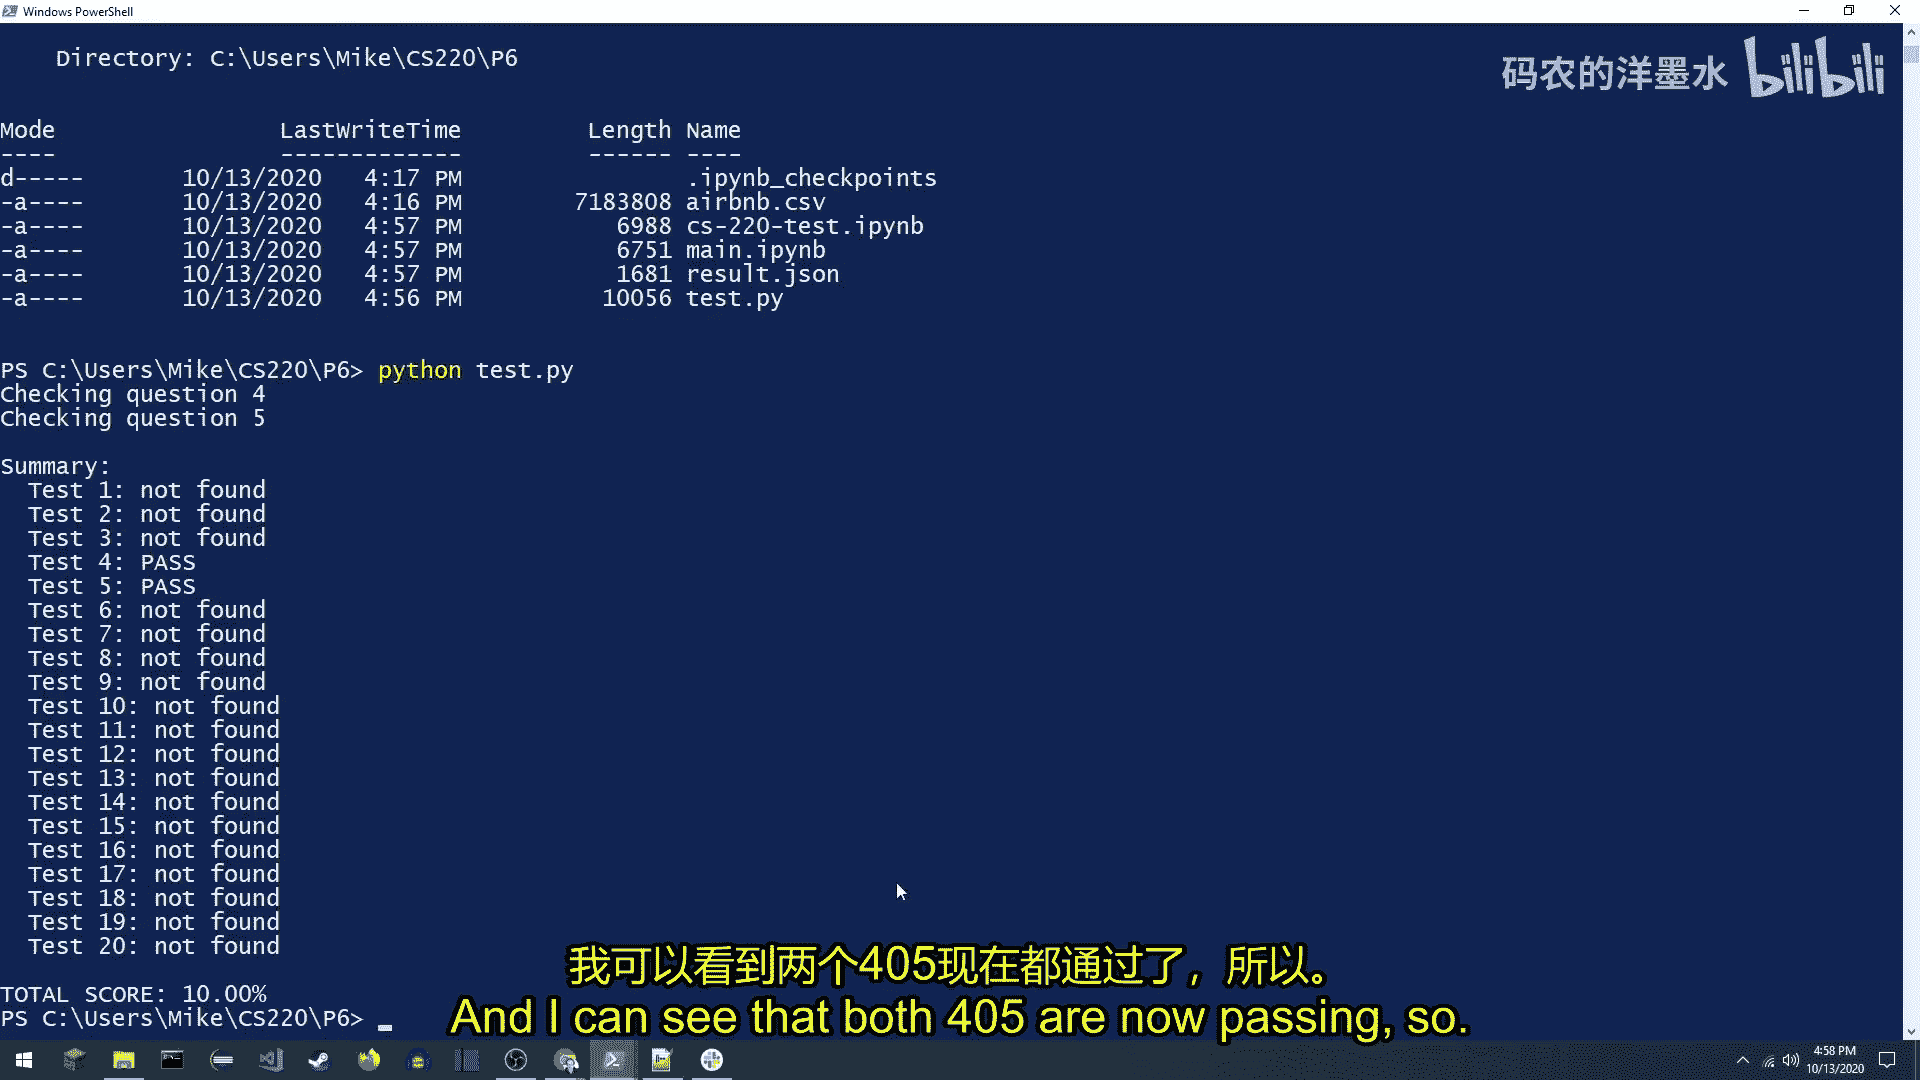 Windows PowerShell
Directory: C:\Users\Mike\CS220\P6
码农的洋墨水 bilibili
Mode LastWriteTime Length Name
---- ------------- ------ ----
d----- 10/13/2020 4:17 PM .ipynb_checkpoints
-a---- 10/13/2020 4:16 PM 7183808 airbnb.csv
-a---- 10/13/2020 4:57 PM 6988 cs-220-test.ipynb
-a---- 10/13/2020 4:57 PM 6751 main.ipynb
-a---- 10/13/2020 4:57 PM 1681 result.json
-a---- 10/13/2020 4:56 PM 10056 test.py
PS C:\Users\Mike\CS220\P6> python test.py
Checking question 4
Checking question 5
Summary:
Test 1: not found
Test 2: not found
Test 3: not found
Test 4: PASS
Test 5: PASS
Test 6: not found
Test 7: not found
Test 8: not found
Test 9: not found
Test 10: not found
Test 11: not found
Test 12: not found
Test 13: not found
Test 14: not found
Test 15: not found
Test 16: not found
Test 17: not found
Test 18: not found
Test 19: not found
Test 20: not found
TOTAL SCORE: 10.00%
PS C:\Users\Mike\CS220\P6> _
我可以看到两个405现在都通过了，所以。
And I can see that both 405 are now passing, so.
4:58 PM
10/13/2020